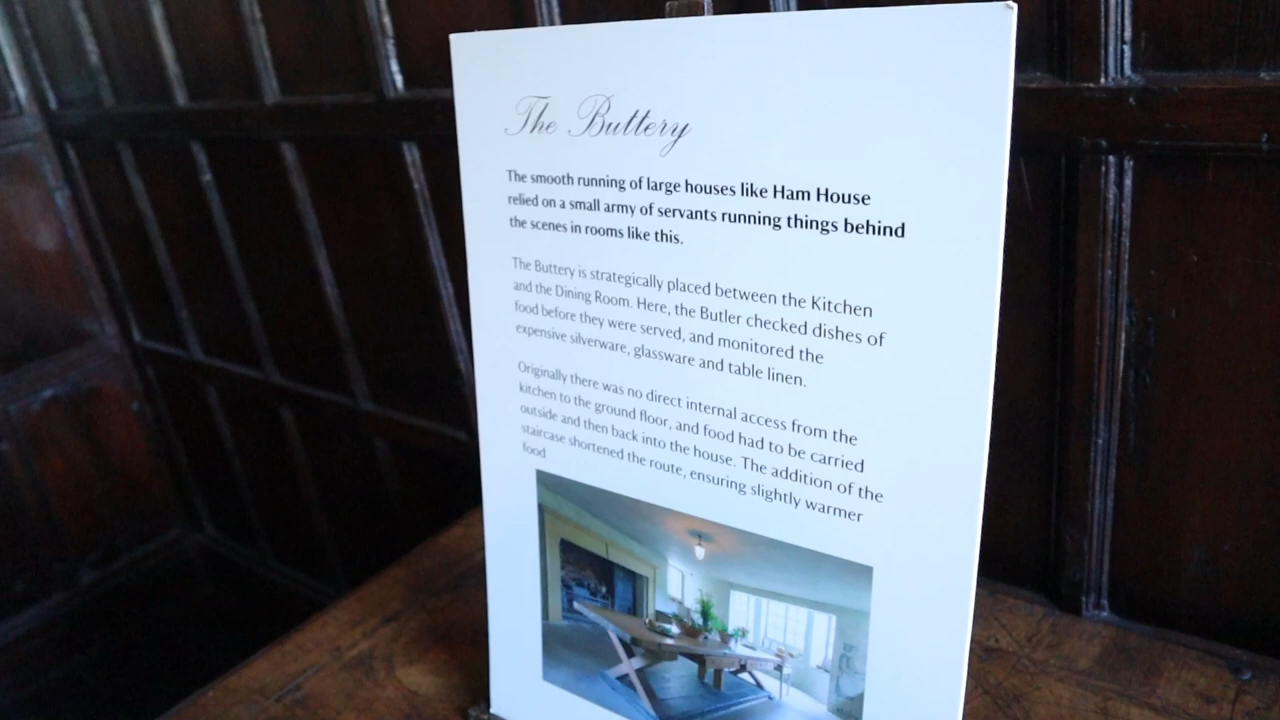 The Buttery
The smooth running of large houses like Ham House
relied on a small army of servants running things behind
the scenes in rooms like this.
The Buttery is strategically placed between the Kitchen
and the Dining Room. Here, the Butler checked dishes of
food before they were served, and monitored the
expensive silverware, glassware and table linen.
Originally there was no direct internal access from the
kitchen to the ground floor, and food had to be carried
outside and then back into the house. The addition of the
staircase shortened the route, ensuring slightly warmer
food